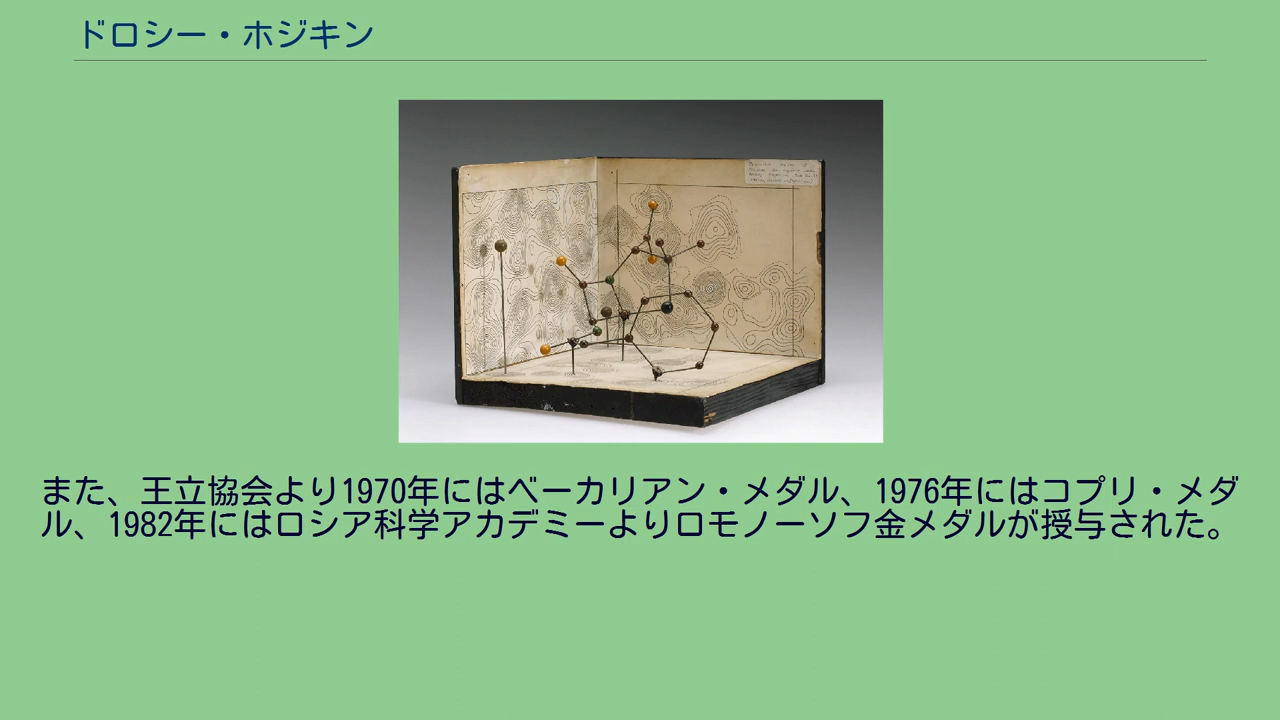 ドロシー・ホジキン
また、王立協会より1970年にはベーカリアン・メダル、1976年にはコプリ・メダ
ル、1982年にはロシア科学アカデミーよりロモノーソフ金メダルが授与された。